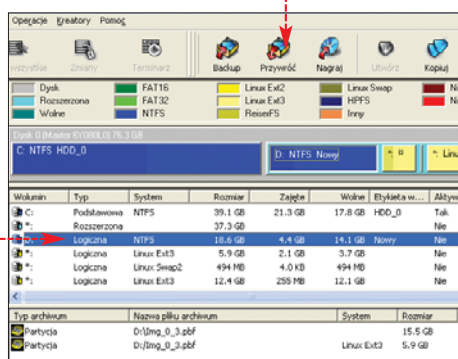 Operacje Kreatory Pomoc
wszystkie Zmiany Terminarz Backup Przywróć Nagraj Utwórz Kopiuj
Dysk FAT16 Linux Ext2 Linux Swap
Rozszerzona FAT32 Linux Ext3 HPFS
Wolne NTFS ReiserFS Inny
Dysk 0 (Maxtor 6Y080L0) 76.3 GB
C: NTFS HDD_0 D: NTFS Nowy *: Linu
Wolumin Typ System Rozmiar Zajęte Wolne Etykieta w... Aktyw
C: Podstawowa NTFS 39.1 GB 21.3 GB 17.8 GB HDD_0 Tak
*: Rozszerzona 37.3 GB Nie
D: Logiczna NTFS 18.6 GB 4.4 GB 14.1 GB Nowy Nie
*: Logiczna Linux Ext3 5.9 GB 2.1 GB 3.7 GB Nie
*: Logiczna Linux Swap2 494 MB 4.0 KB 494 MB Nie
*: Logiczna Linux Ext3 12.4 GB 255 MB 12.1 GB Nie
Typ archiwum Nazwa pliku archiwum System Rozmiar
Partycja D:\Img_0_3.pbf 15.5 GB
Partycja D:/Img_0_3.pbf Linux Ext3 5.9 GB